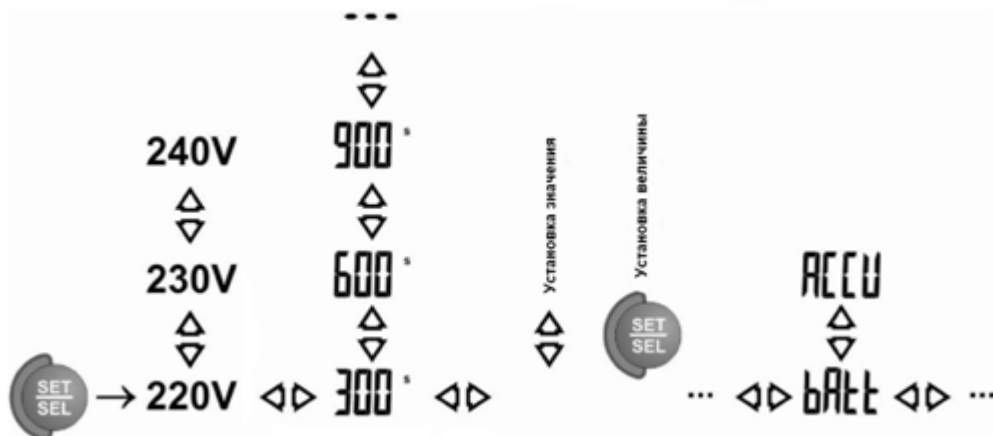 ---
900 s
240V
600 s
230V
300 s
SET
SEL
220V
Установка значения
Установка величины
SET
SEL
ACCU
...
bAtt
...